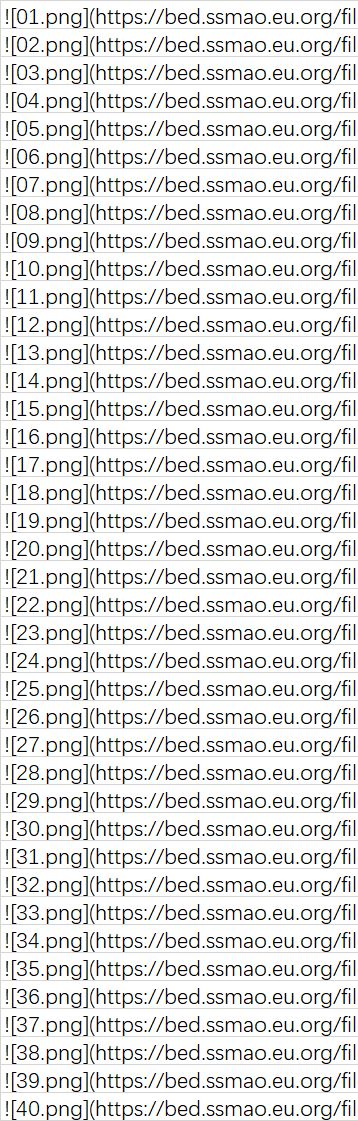 ![01.png](https://bed.ssmao.eu.org/fil
![02.png](https://bed.ssmao.eu.org/fil
![03.png](https://bed.ssmao.eu.org/fil
![04.png](https://bed.ssmao.eu.org/fil
![05.png](https://bed.ssmao.eu.org/fil
![06.png](https://bed.ssmao.eu.org/fil
![07.png](https://bed.ssmao.eu.org/fil
![08.png](https://bed.ssmao.eu.org/fil
![09.png](https://bed.ssmao.eu.org/fil
![10.png](https://bed.ssmao.eu.org/fil
![11.png](https://bed.ssmao.eu.org/fil
![12.png](https://bed.ssmao.eu.org/fil
![13.png](https://bed.ssmao.eu.org/fil
![14.png](https://bed.ssmao.eu.org/fil
![15.png](https://bed.ssmao.eu.org/fil
![16.png](https://bed.ssmao.eu.org/fil
![17.png](https://bed.ssmao.eu.org/fil
![18.png](https://bed.ssmao.eu.org/fil
![19.png](https://bed.ssmao.eu.org/fil
![20.png](https://bed.ssmao.eu.org/fil
![21.png](https://bed.ssmao.eu.org/fil
![22.png](https://bed.ssmao.eu.org/fil
![23.png](https://bed.ssmao.eu.org/fil
![24.png](https://bed.ssmao.eu.org/fil
![25.png](https://bed.ssmao.eu.org/fil
![26.png](https://bed.ssmao.eu.org/fil
![27.png](https://bed.ssmao.eu.org/fil
![28.png](https://bed.ssmao.eu.org/fil
![29.png](https://bed.ssmao.eu.org/fil
![30.png](https://bed.ssmao.eu.org/fil
![31.png](https://bed.ssmao.eu.org/fil
![32.png](https://bed.ssmao.eu.org/fil
![33.png](https://bed.ssmao.eu.org/fil
![34.png](https://bed.ssmao.eu.org/fil
![35.png](https://bed.ssmao.eu.org/fil
![36.png](https://bed.ssmao.eu.org/fil
![37.png](https://bed.ssmao.eu.org/fil
![38.png](https://bed.ssmao.eu.org/fil
![39.png](https://bed.ssmao.eu.org/fil
![40.png](https://bed.ssmao.eu.org/fil